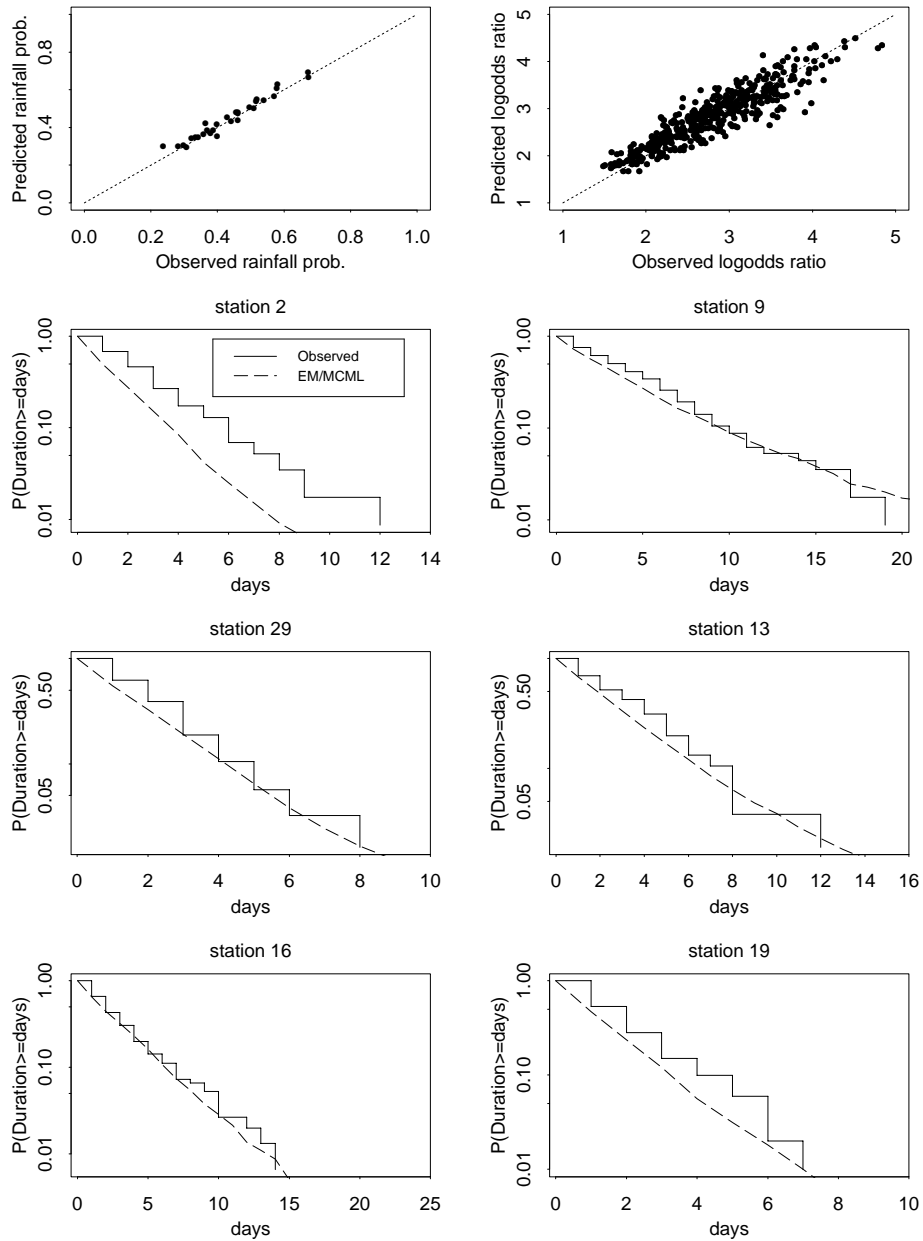 Predicted rainfall prob.
0.0 0.4 0.8
0.0 0.2 0.4 0.6 0.8 1.0
Observed rainfall prob.
Predicted logodds ratio
1 2 3 4 5
1 2 3 4 5
Observed logodds ratio
station 2
P(Duration>=days)
0.01 0.10 1.00
Observed
EM/MCML
0 2 4 6 8 10 12 14
days
station 9
P(Duration>=days)
0.01 0.10 1.00
0 5 10 15 20
days
station 29
P(Duration>=days)
0.05 0.50
0 2 4 6 8 10
days
station 13
P(Duration>=days)
0.05 0.50
0 2 4 6 8 10 12 14 16
days
station 16
P(Duration>=days)
0.01 0.10 1.00
0 5 10 15 20 25
days
station 19
P(Duration>=days)
0.01 0.10 1.00
0 2 4 6 8 10
days